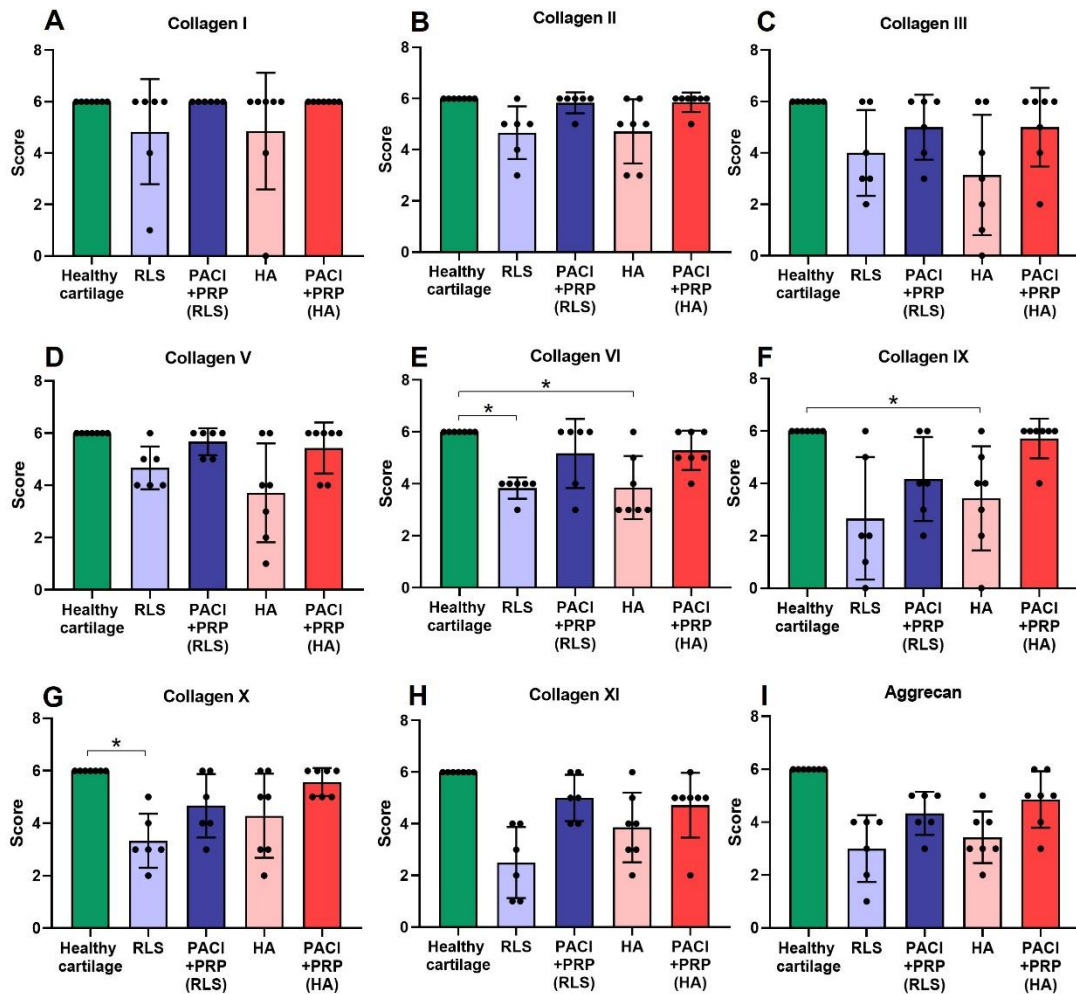 A
Collagen I
8
6
4
2
0
Score
Healthy
cartilage
RLS
PACI
+PRP
(RLS)
HA
PACI
+PRP
(HA)
B
Collagen II
8
6
4
2
0
Score
Healthy
cartilage
RLS
PACI
+PRP
(RLS)
HA
PACI
+PRP
(HA)
C
Collagen III
8
6
4
2
0
Score
Healthy
cartilage
RLS
PACI
+PRP
(RLS)
HA
PACI
+PRP
(HA)
D
Collagen V
8
6
4
2
0
Score
Healthy
cartilage
RLS
PACI
+PRP
(RLS)
HA
PACI
+PRP
(HA)
E
Collagen VI
8
6
4
2
0
Score
*
*
Healthy
cartilage
RLS
PACI
+PRP
(RLS)
HA
PACI
+PRP
(HA)
F
Collagen IX
8
6
4
2
0
Score
*
Healthy
cartilage
RLS
PACI
+PRP
(RLS)
HA
PACI
+PRP
(HA)
G
Collagen X
8
6
4
2
0
Score
*
Healthy
cartilage
RLS
PACI
+PRP
(RLS)
HA
PACI
+PRP
(HA)
H
Collagen XI
8
6
4
2
0
Score
Healthy
cartilage
RLS
PACI
+PRP
(RLS)
HA
PACI
+PRP
(HA)
I
Aggrecan
8
6
4
2
0
Score
Healthy
cartilage
RLS
PACI
+PRP
(RLS)
HA
PACI
+PRP
(HA)